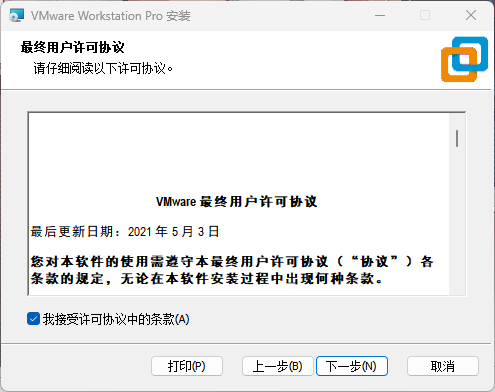 VMware Workstation Pro 安装
最终用户许可协议
请仔细阅读以下许可协议。
VMware 最终用户许可协议
最后更新日期：2021 年 5 月 3 日
您对本软件的使用需遵守本最终用户许可协议（“协议”）各
条款的规定，无论在本软件安装过程中出现何种条款。
我接受许可协议中的条款(A)
打印(P)
上一步(B)
下一步(N)
取消